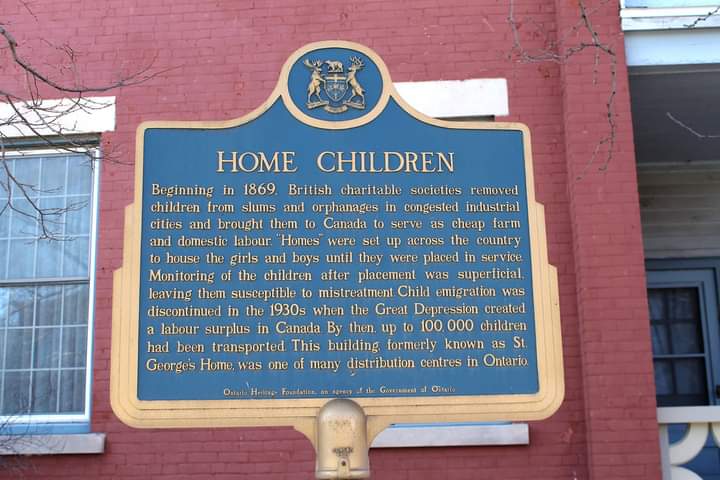 HOME CHILDREN
Beginning in 1869, British charitable societies removed
children from slums and orphanages in congested industrial
cities and brought them to Canada to serve as cheap farm
and domestic labour. "Homes" were set up across the country
to house the girls and boys until they were placed in service.
Monitoring of the children after placement was superficial,
leaving them susceptible to mistreatment. Child emigration was
discontinued in the 1930s when the Great Depression created
a labour surplus in Canada. By then, up to 100,000 children
had been transported. This building, formerly known as St.
George's Home, was one of many distribution centres in Ontario.
Ontario Heritage Foundation, an agency of the Government of Ontario